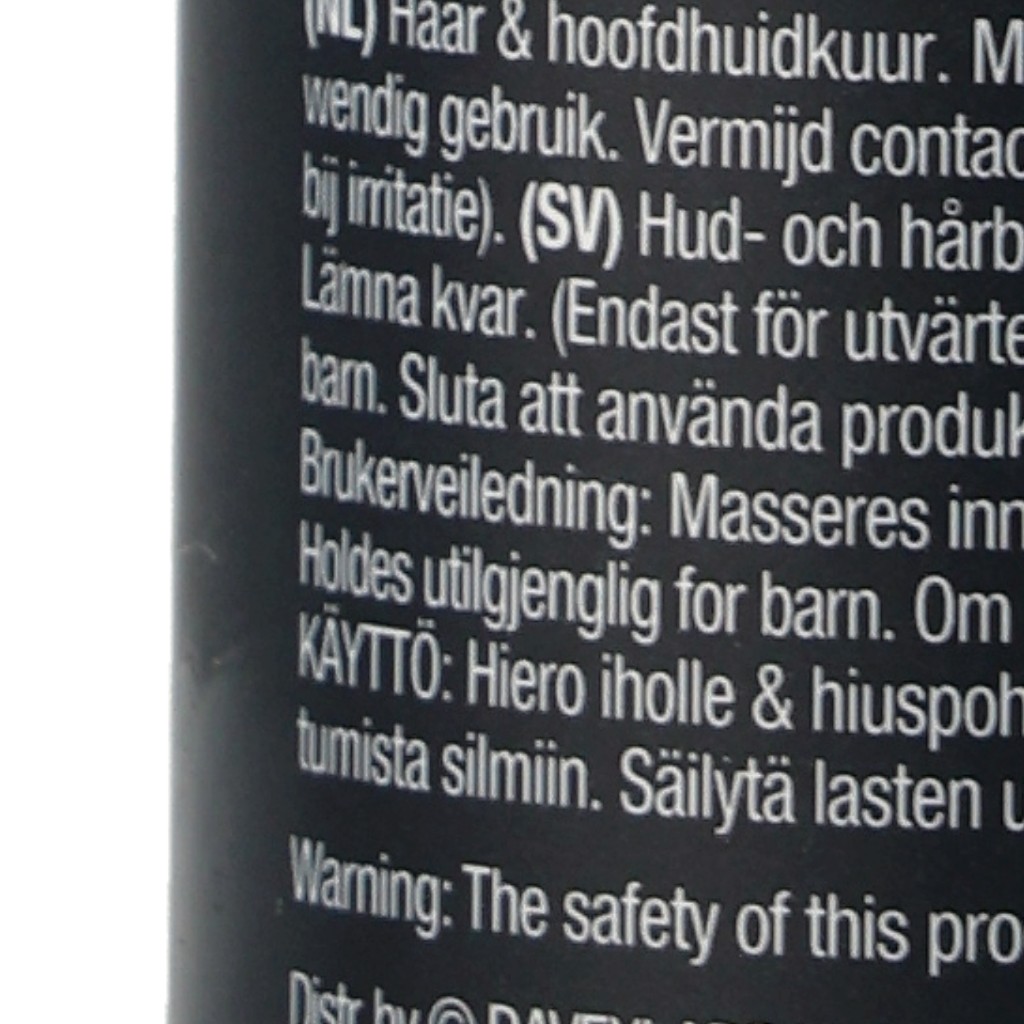 (NL) Haar & hoofdhuidkuur. M
wendig gebruik. Vermijd contac
bij irritatie). (SV) Hud- och hårb
Lämna kvar. (Endast för utvärte
barn. Sluta att använda produk
Brukerveiledning: Masseres inn
Holdes utilgjenglig for barn. Om
KÄYTTÖ: Hiero iholle & hiuspoh
tumista silmiin. Säilytä lasten u
Warning: The safety of this pro
Distr. by ©